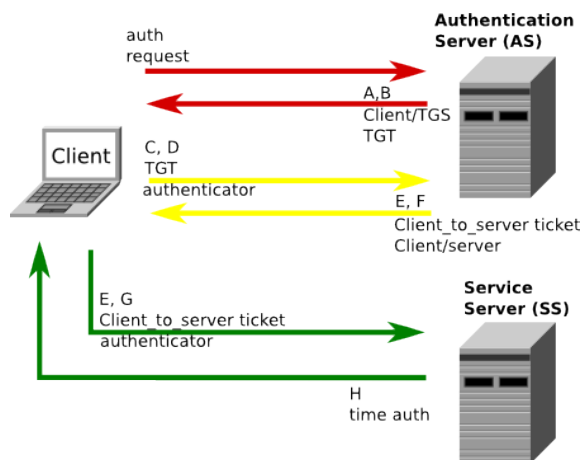 Authentication
Server (AS)
auth
request
A,B
Client/TGS
TGT
Client
C, D
TGT
authenticator
E, F
Client_to_server ticket
Client/server
E, G
Client_to_server ticket
authenticator
Service
Server (SS)
H
time auth